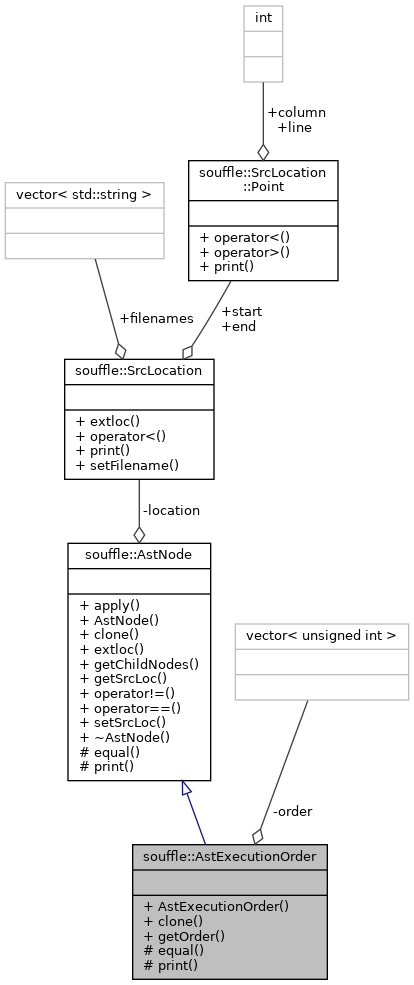 int
+column
+line
souffle::SrcLocation
::Point
+ operator<()
+ operator>()
+ print()
vector< std::string >
+filenames
+start
+end
souffle::SrcLocation
+ extloc()
+ operator<()
+ print()
+ setFilename()
-location
souffle::AstNode
+ apply()
+ AstNode()
+ clone()
+ extloc()
+ getChildNodes()
+ getSrcLoc()
+ operator!=()
+ operator==()
+ setSrcLoc()
+ ~AstNode()
# equal()
# print()
vector< unsigned int >
-order
souffle::AstExecutionOrder
+ AstExecutionOrder()
+ clone()
+ getOrder()
# equal()
# print()